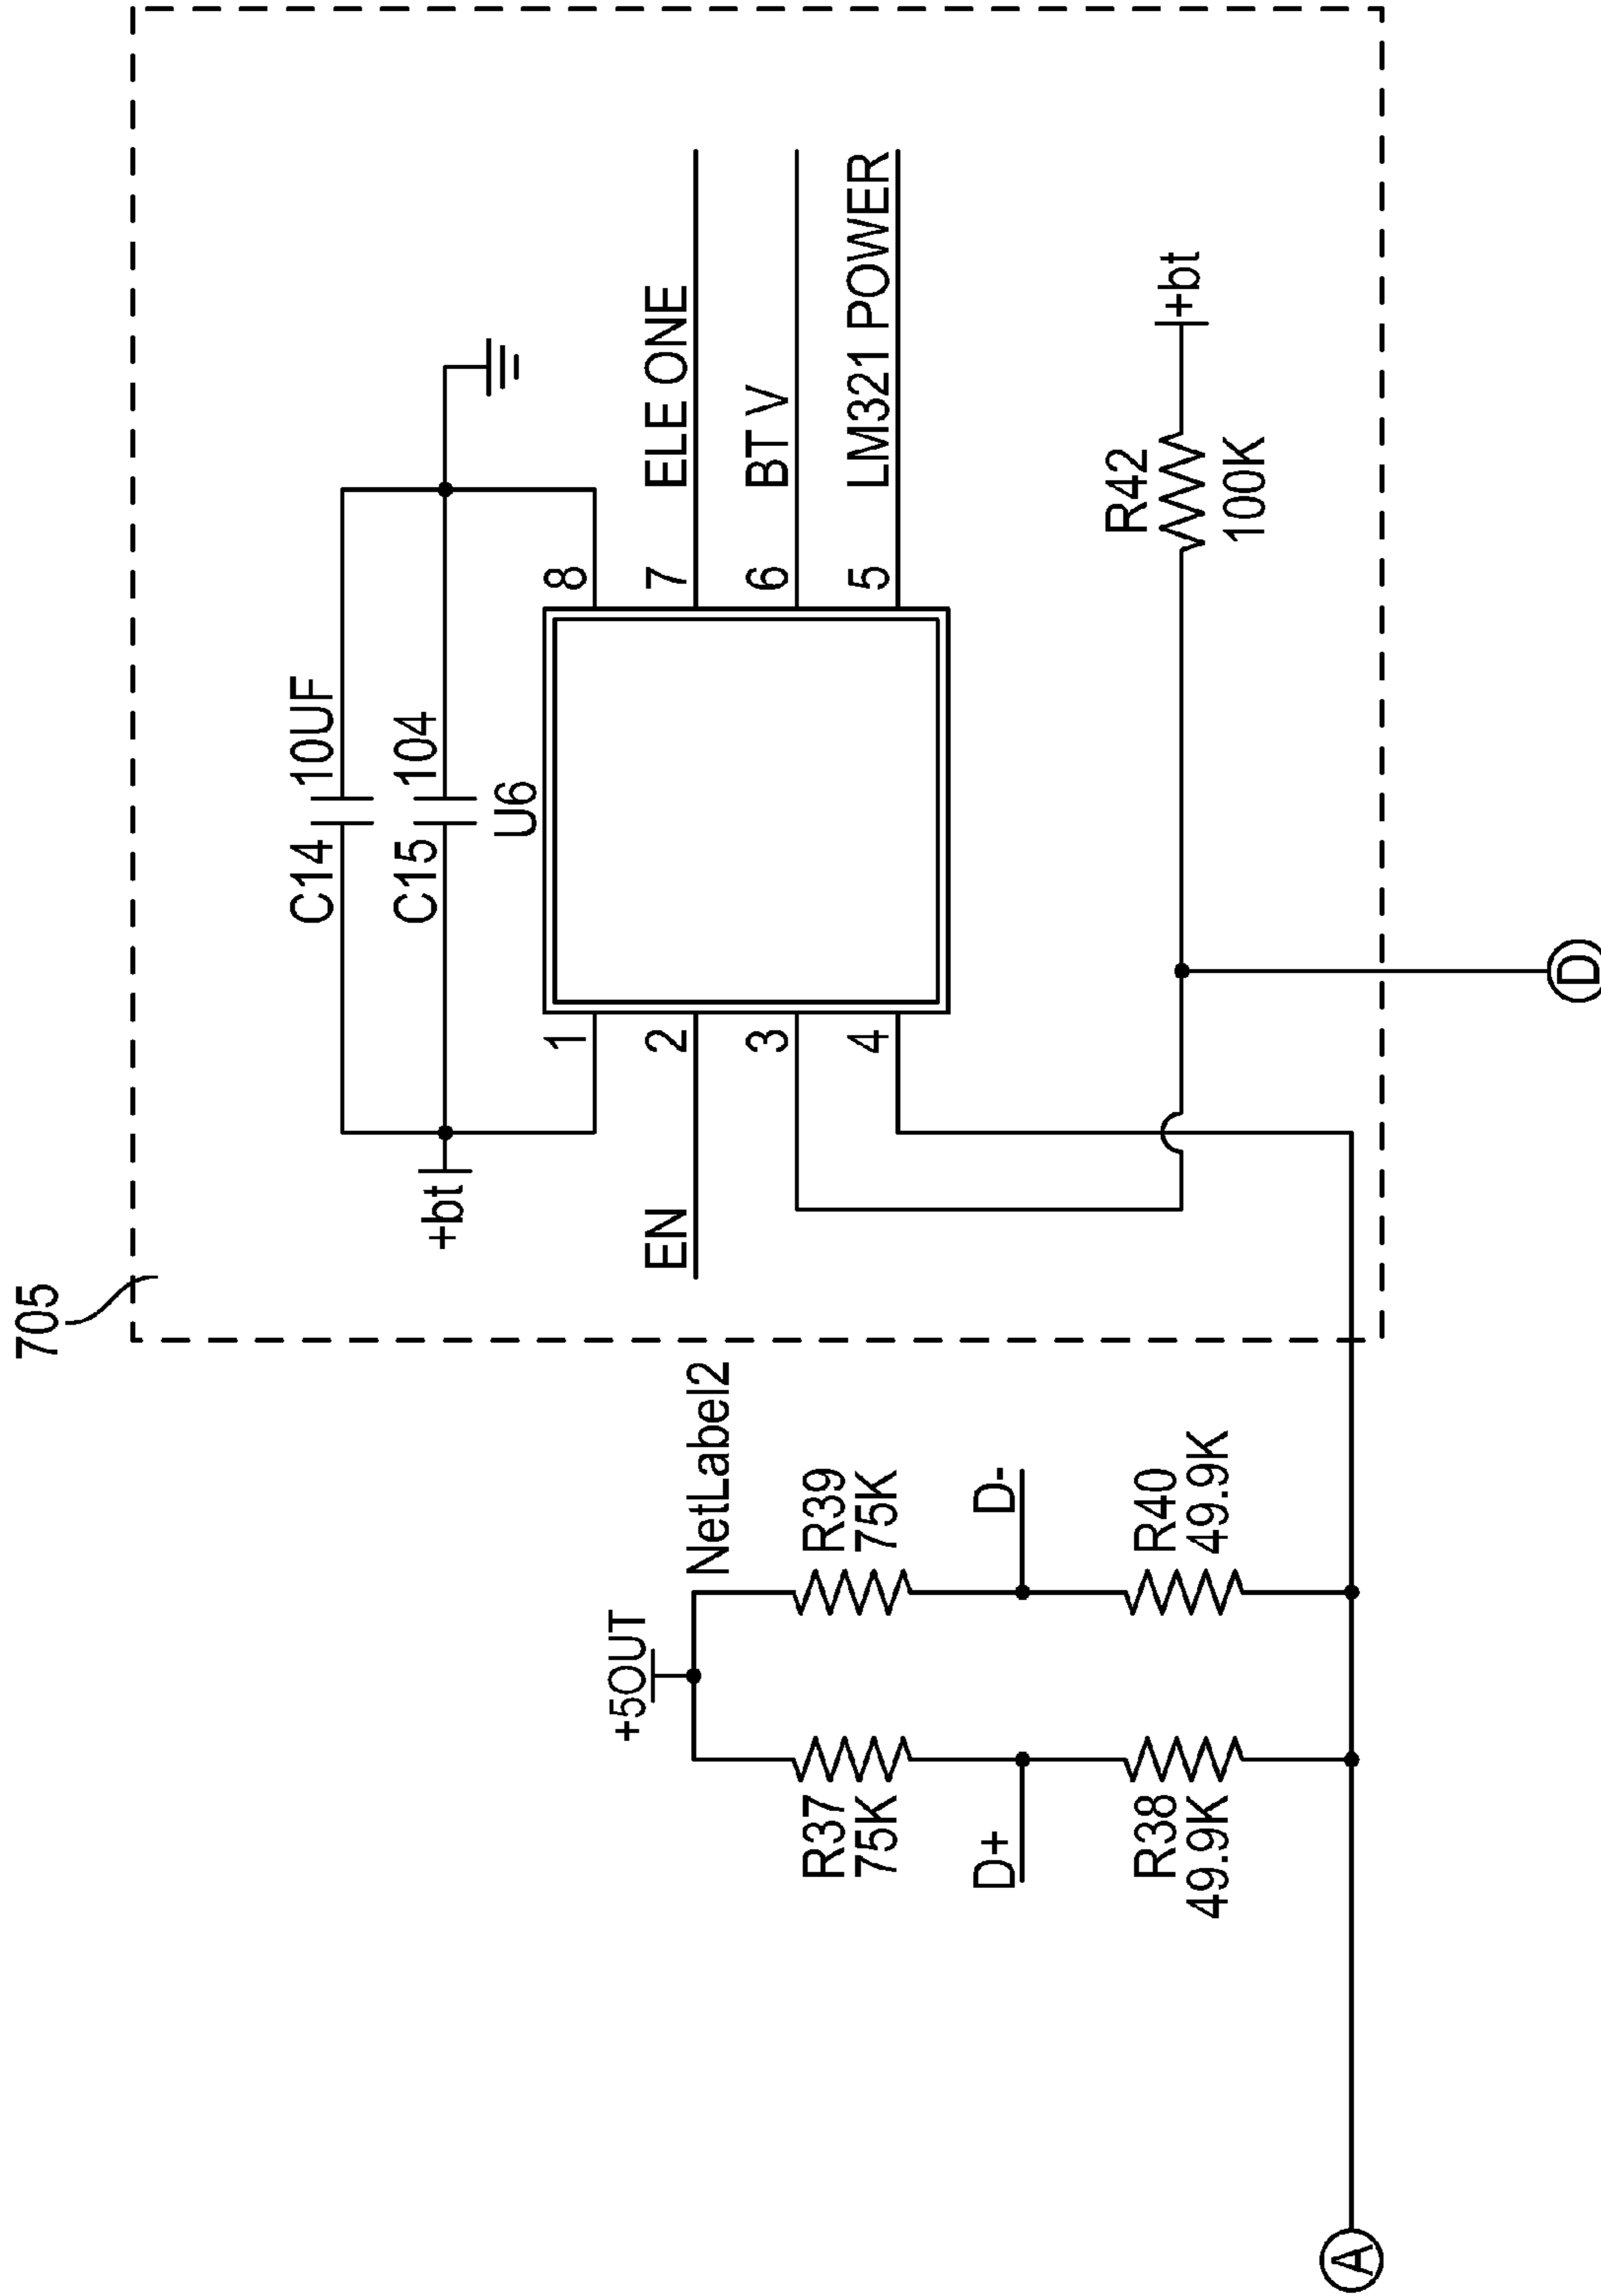 705
C14 10UF
C15 104
U6
+bt
1
8
EN
2
7
ELE ONE
3
6
BT V
4
5
LM321 POWER
+5OUT
NetLabel2
R37
75K
R39
75K
D+
D-
R38
49.9K
R40
49.9K
R42
100K
+bt
A
D